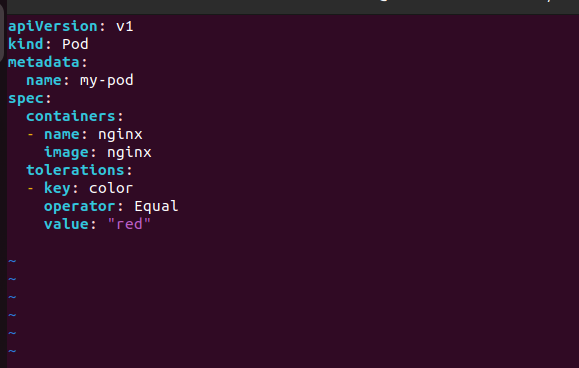 apiVersion: v1
kind: Pod
metadata:
  name: my-pod
spec:
  containers:
  - name: nginx
    image: nginx
  tolerations:
  - key: color
    operator: Equal
    value: "red"

~
~
~
~
~
~